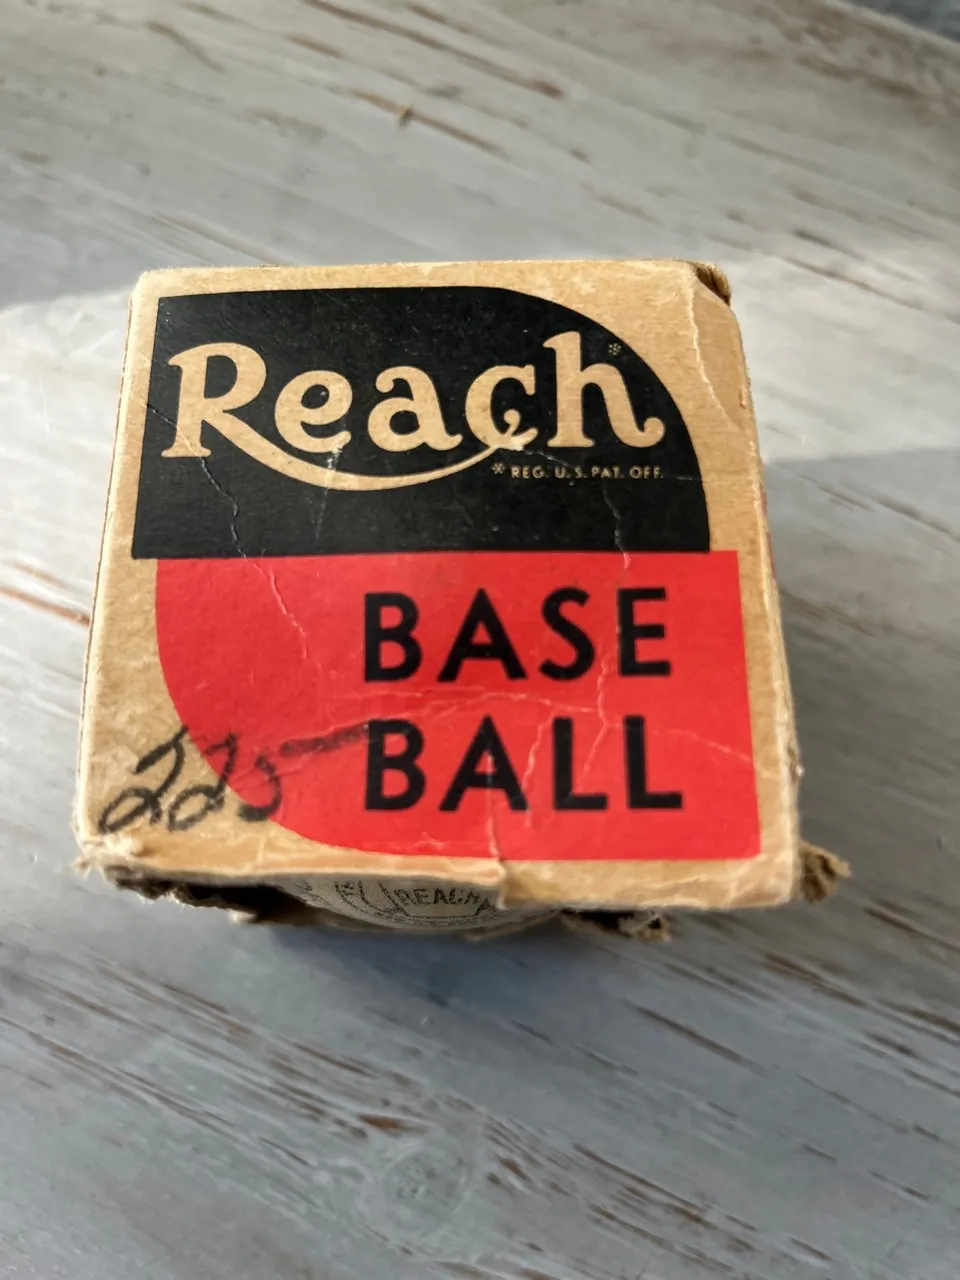 Reach*
*REG. U.S. PAT. OFF.
BASE
BALL
225
REACH